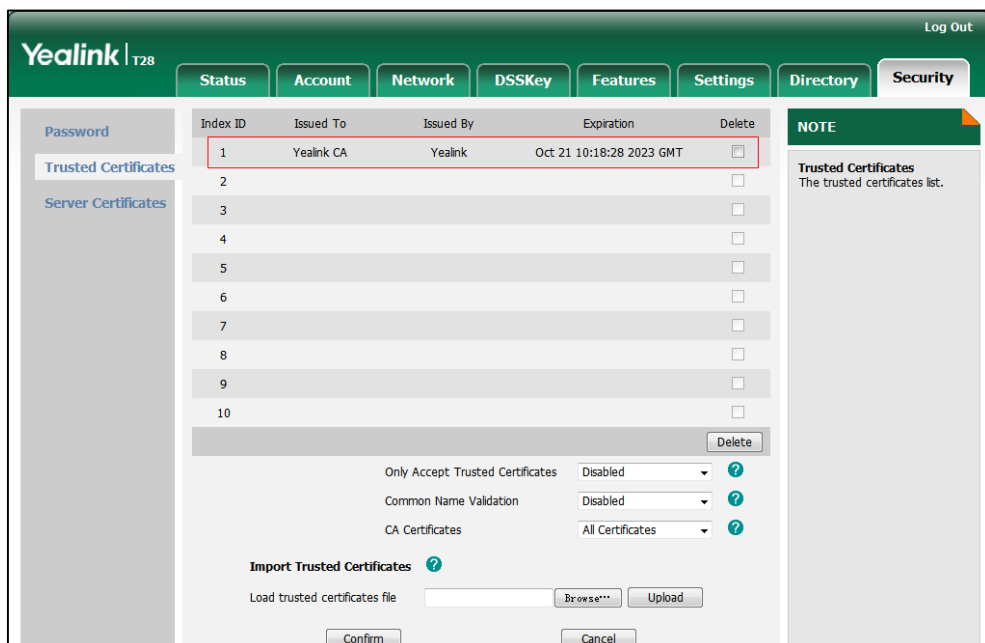 Log Out
Yealink T28
Status Account Network DSSKey Features Settings Directory Security
Password
Trusted Certificates
Server Certificates
Index ID Issued To Issued By Expiration Delete
1 Yealink CA Yealink Oct 21 10:18:28 2023 GMT
2
3
4
5
6
7
8
9
10
Delete
Only Accept Trusted Certificates Disabled ?
Common Name Validation Disabled ?
CA Certificates All Certificates ?
Import Trusted Certificates ?
Load trusted certificates file Browse... Upload
Confirm Cancel
NOTE
Trusted Certificates
The trusted certificates list.